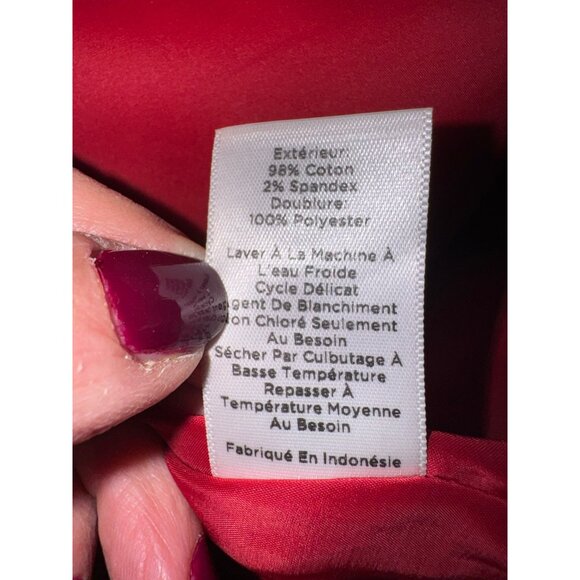 Extérieur:
98% Coton
2% Spandex
Doublure:
100% Polyester
Laver À La Machine À
L'eau Froide
Cycle Délicat
De Blanchiment
Chloré Seulement
Au Besoin
Sécher Par Culbutage À
Basse Température
Repasser À
Température Moyenne
Au Besoin
Fabriqué En Indonésie